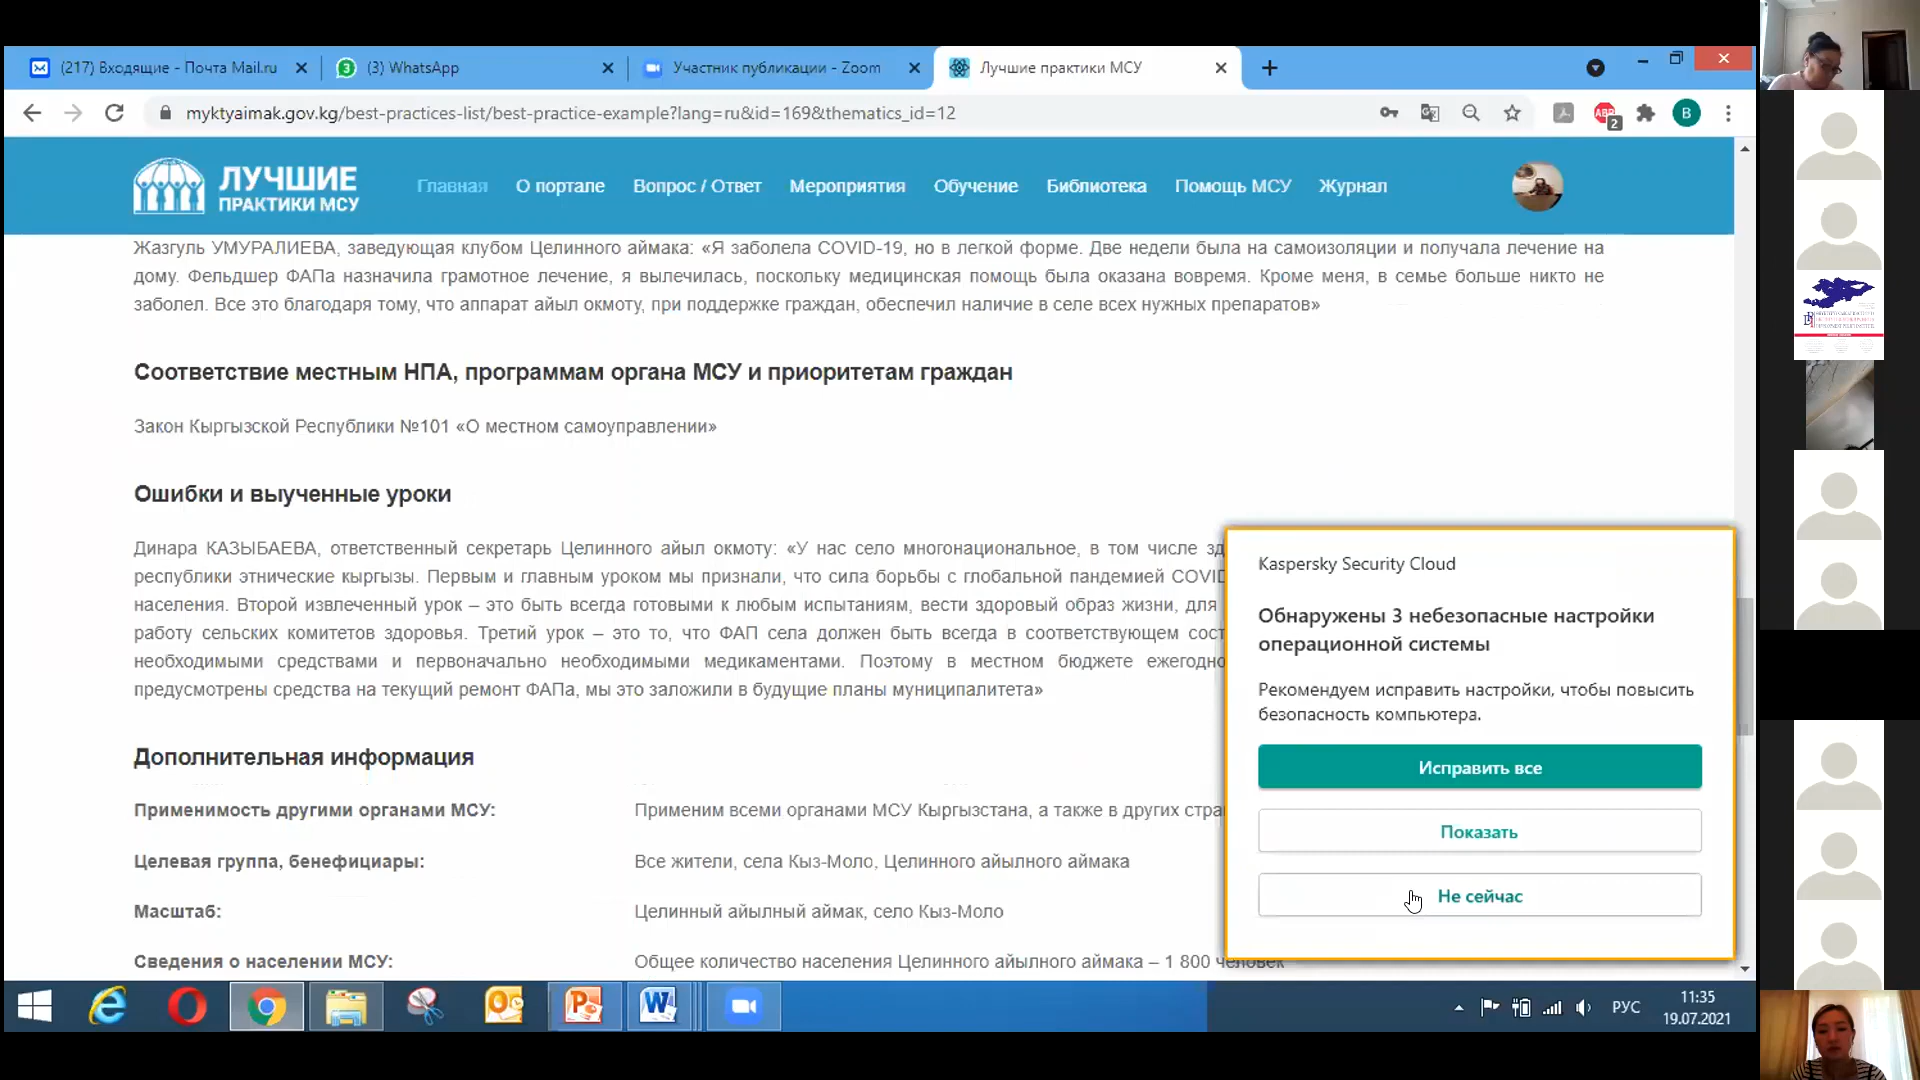 (217) Входящие - Почта Mail.ru
3
(3) WhatsApp
Участник публикации - Zoom
Лучшие практики МСУ
myktyaimak.gov.kg/best-practices-list/best-practice-example?lang=ru&id=169&thematics_id=12
ABP
2
B
ЛУЧШИЕ
ПРАКТИКИ МСУ
Главная
О портале
Вопрос / Ответ
Мероприятия
Обучение
Библиотека
Помощь МСУ
Журнал
Жазгуль УМУРАЛИЕВА, заведующая клубом Целинного аймака: «Я заболела COVID-19, но в легкой форме. Две недели была на самоизоляции и получала лечение на
дому. Фельдшер ФАПа назначила грамотное лечение, я вылечилась, поскольку медицинская помощь была оказана вовремя. Кроме меня, в семье больше никто не
заболел. Все это благодаря тому, что аппарат айыл окмоту, при поддержке граждан, обеспечил наличие в селе всех нужных препаратов»
Соответствие местным НПА, программам органа МСУ и приоритетам граждан
Закон Кыргызской Республики №101 «О местном самоуправлении»
Ошибки и выученные уроки
Динара КАЗЫБАЕВА, ответственный секретарь Целинного айыл окмоту: «У нас село многонациональное, в том числе зд
республики этнические кыргызы. Первым и главным уроком мы признали, что сила борьбы с глобальной пандемией COVID
населения. Второй извлеченный урок – это быть всегда готовыми к любым испытаниям, вести здоровый образ жизни, для
работу сельских комитетов здоровья. Третий урок – это то, что ФАП села должен быть всегда в соответствующем сост
необходимыми средствами и первоначально необходимыми медикаментами. Поэтому в местном бюджете ежегодно
предусмотрены средства на текущий ремонт ФАПа, мы это заложили в будущие планы муниципалитета»
Дополнительная информация
Применимость другими органами МСУ:
Применим всеми органами МСУ Кыргызстана, а также в других стра
Целевая группа, бенефициары:
Все жители, села Кыз-Моло, Целинного айылного аймака
Масштаб:
Целинный айылный аймак, село Кыз-Моло
Сведения о населении МСУ:
Общее количество населения Целинного айылного аймака – 1 800 человек
Kaspersky Security Cloud
Обнаружены 3 небезопасные настройки
операционной системы
Рекомендуем исправить настройки, чтобы повысить
безопасность компьютера.
Исправить все
Показать
Не сейчас
РУС
11:35
19.07.2021